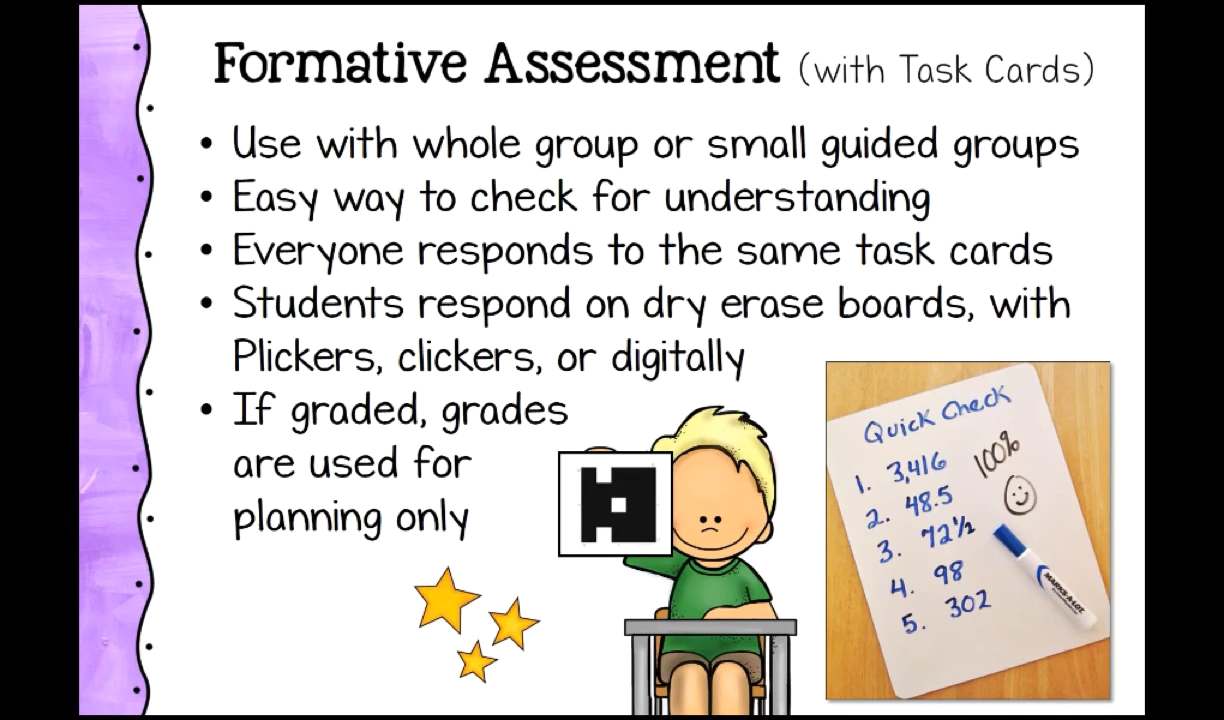 Formative Assessment (with Task Cards)
• Use with whole group or small guided groups
• Easy way to check for understanding
• Everyone responds to the same task cards
• Students respond on dry erase boards, with
Plickers, clickers, or digitally
• If graded, grades
are used for
planning only
Quick Check
100%
1. 3,416
2. 48.5
3. 72½
4. 98
5. 302
MARKS-A-LOT